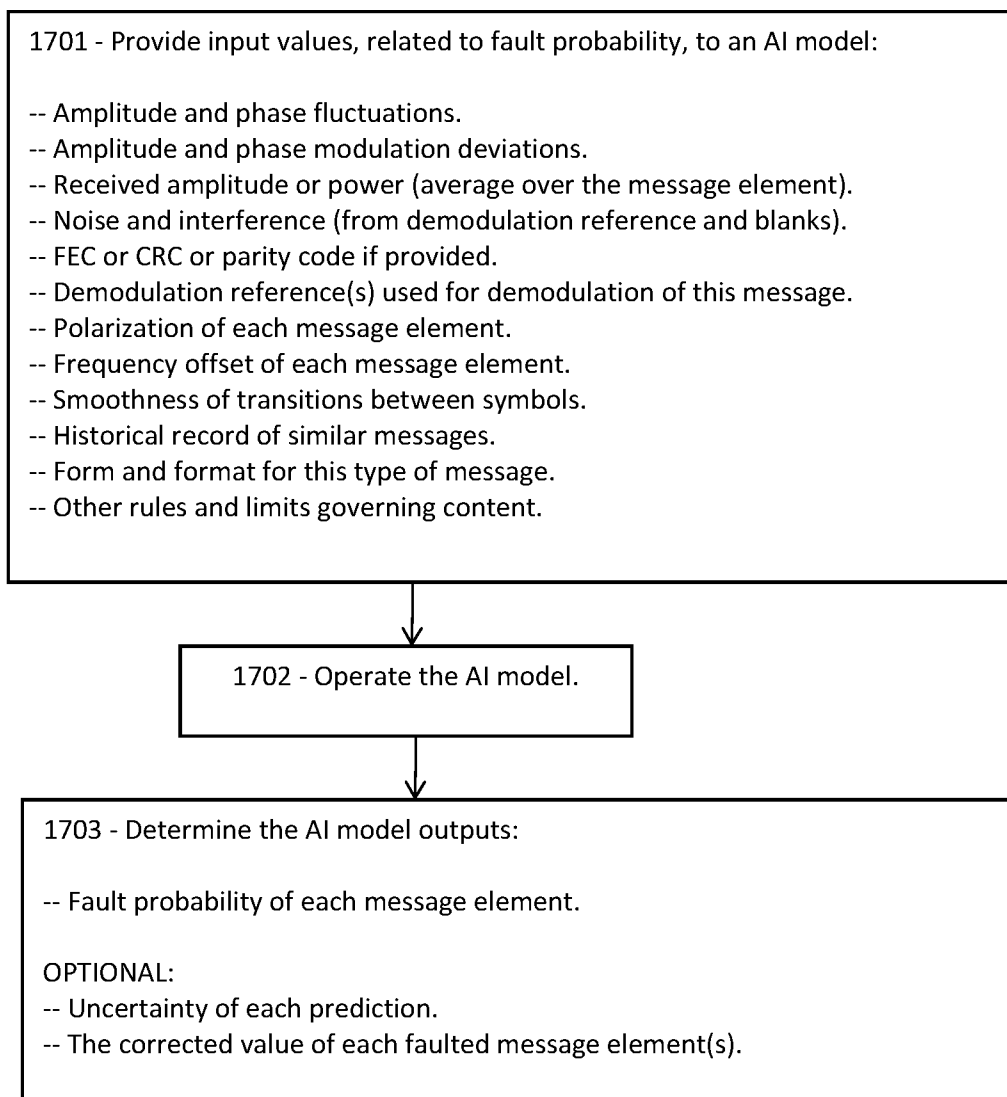 1701 - Provide input values, related to fault probability, to an AI model:
-- Amplitude and phase fluctuations.
-- Amplitude and phase modulation deviations.
-- Received amplitude or power (average over the message element).
-- Noise and interference (from demodulation reference and blanks).
-- FEC or CRC or parity code if provided.
-- Demodulation reference(s) used for demodulation of this message.
-- Polarization of each message element.
-- Frequency offset of each message element.
-- Smoothness of transitions between symbols.
-- Historical record of similar messages.
-- Form and format for this type of message.
-- Other rules and limits governing content.
1702 - Operate the AI model.
1703 - Determine the AI model outputs:
-- Fault probability of each message element.
OPTIONAL:
-- Uncertainty of each prediction.
-- The corrected value of each faulted message element(s).